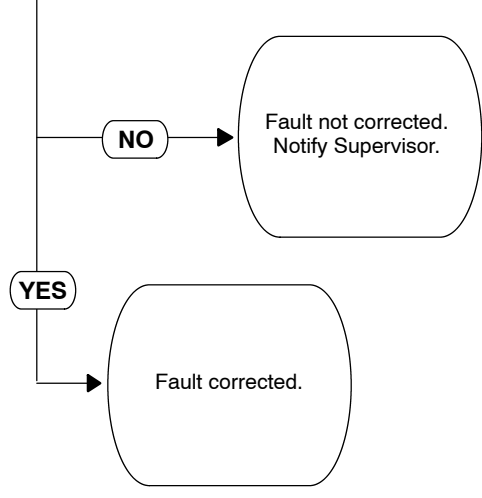 NO
Fault not corrected.
Notify Supervisor.
YES
Fault corrected.